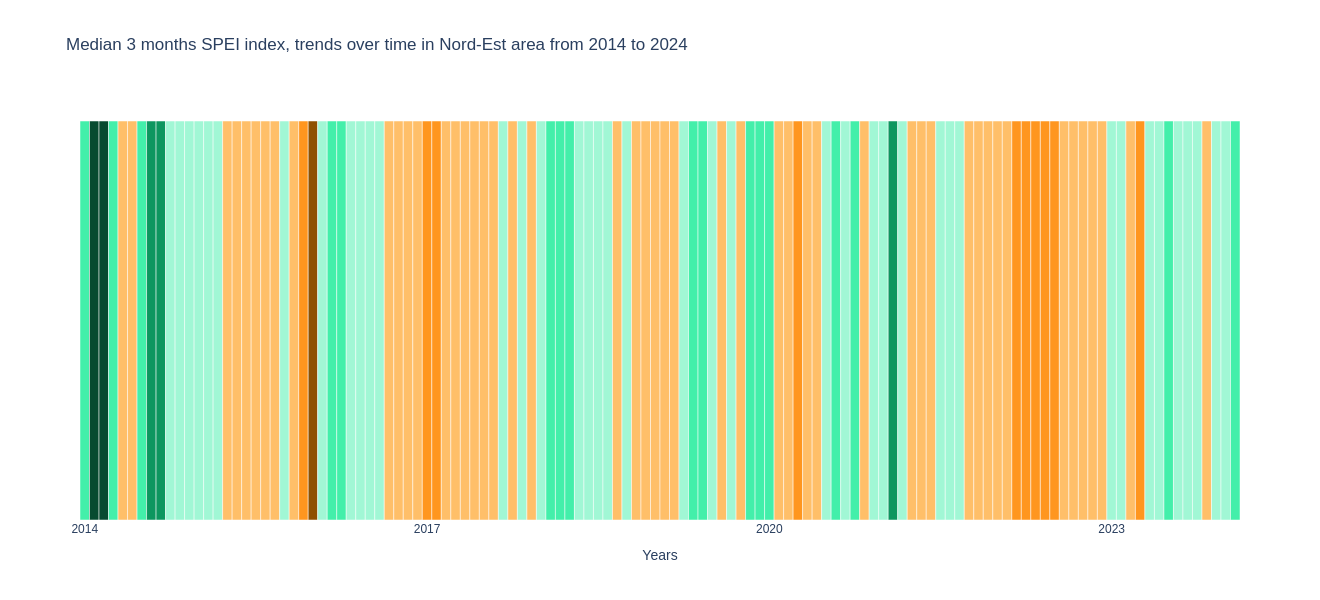 Median 3 months SPEI index, trends over time in Nord-Est area from 2014 to 2024
2014 2017 2020 2023
Years